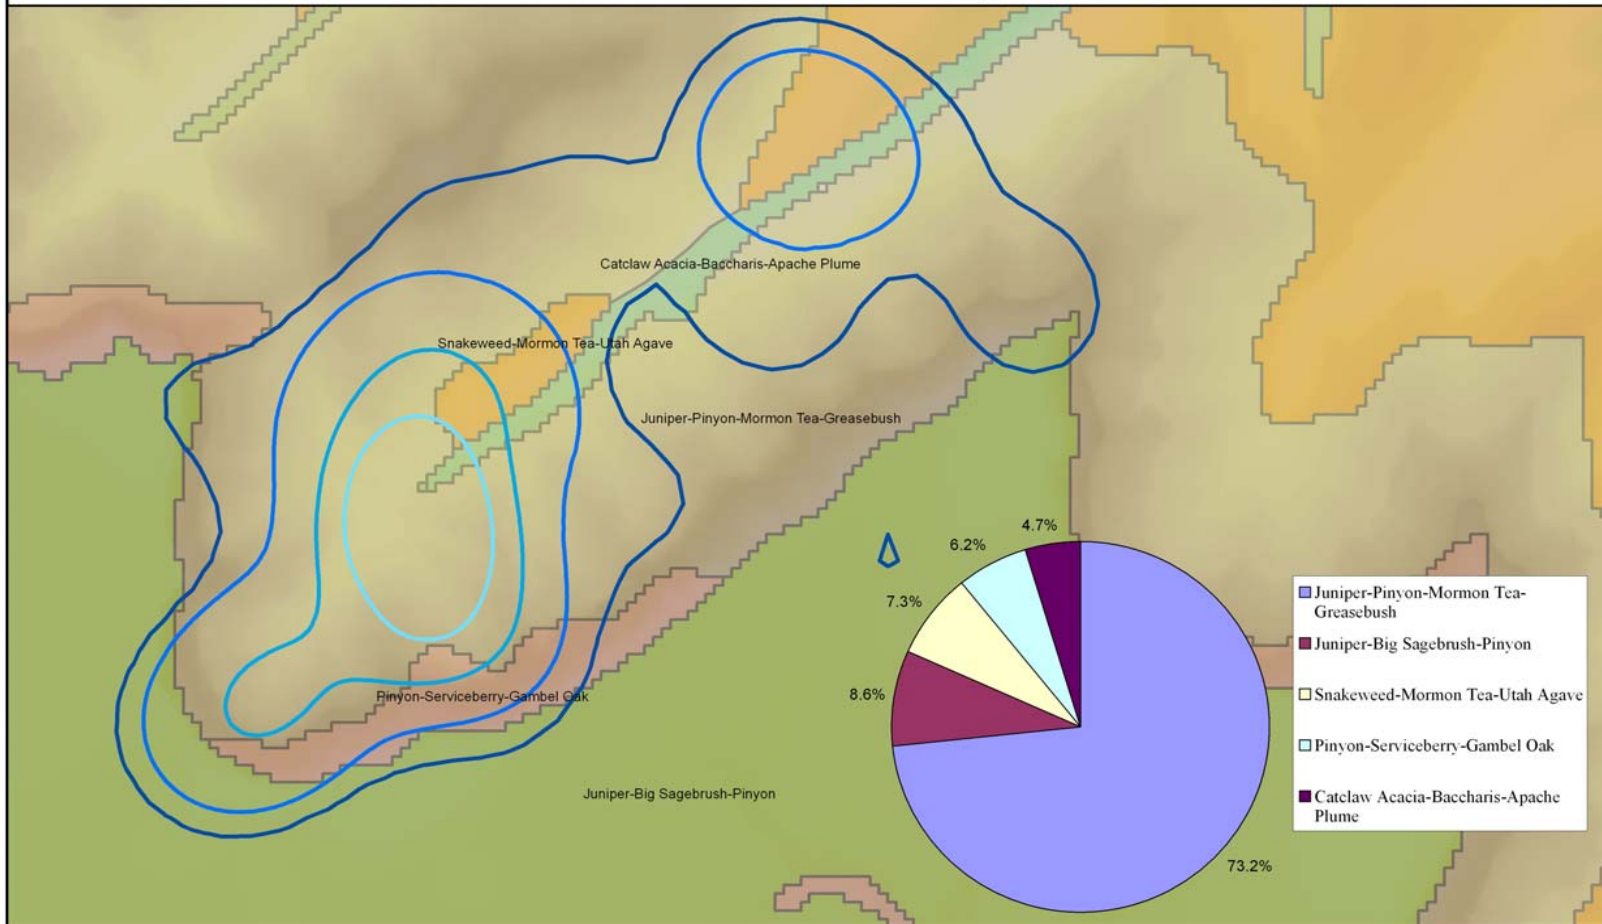 Catclaw Acacia-Baccharis-Apache Plume
Snakeweed-Mormon Tea-Utah Agave
Juniper-Pinyon-Mormon Tea-Greasebush
Pinyon-Serviceberry-Gambel Oak
Juniper-Big Sagebrush-Pinyon
4.7%
6.2%
7.3%
8.6%
73.2%
Juniper-Pinyon-Mormon Tea-
Greasebush
Juniper-Big Sagebrush-Pinyon
Snakeweed-Mormon Tea-Utah Agave
Pinyon-Serviceberry-Gambel Oak
Catclaw Acacia-Baccharis-Apache
Plume